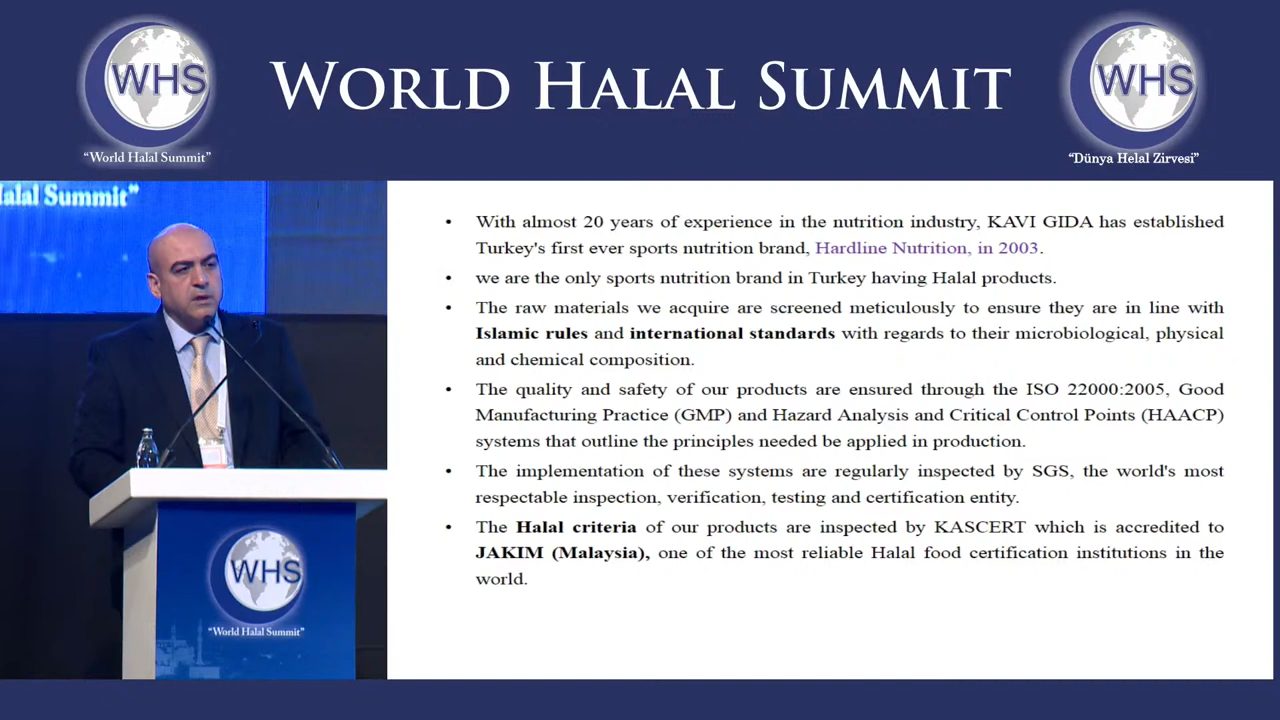 WHS
"World Halal Summit"
WORLD HALAL SUMMIT
WHS
"Dünya Helal Zirvesi"
Halal Summit"
• With almost 20 years of experience in the nutrition industry, KAVI GIDA has established
Turkey's first ever sports nutrition brand, Hardline Nutrition, in 2003.
• we are the only sports nutrition brand in Turkey having Halal products.
• The raw materials we acquire are screened meticulously to ensure they are in line with
Islamic rules and international standards with regards to their microbiological, physical
and chemical composition.
• The quality and safety of our products are ensured through the ISO 22000:2005, Good
Manufacturing Practice (GMP) and Hazard Analysis and Critical Control Points (HAACP)
systems that outline the principles needed be applied in production.
• The implementation of these systems are regularly inspected by SGS, the world's most
respectable inspection, verification, testing and certification entity.
• The Halal criteria of our products are inspected by KASCERT which is accredited to
JAKIM (Malaysia), one of the most reliable Halal food certification institutions in the
world.
WHS
"World Halal Summit"